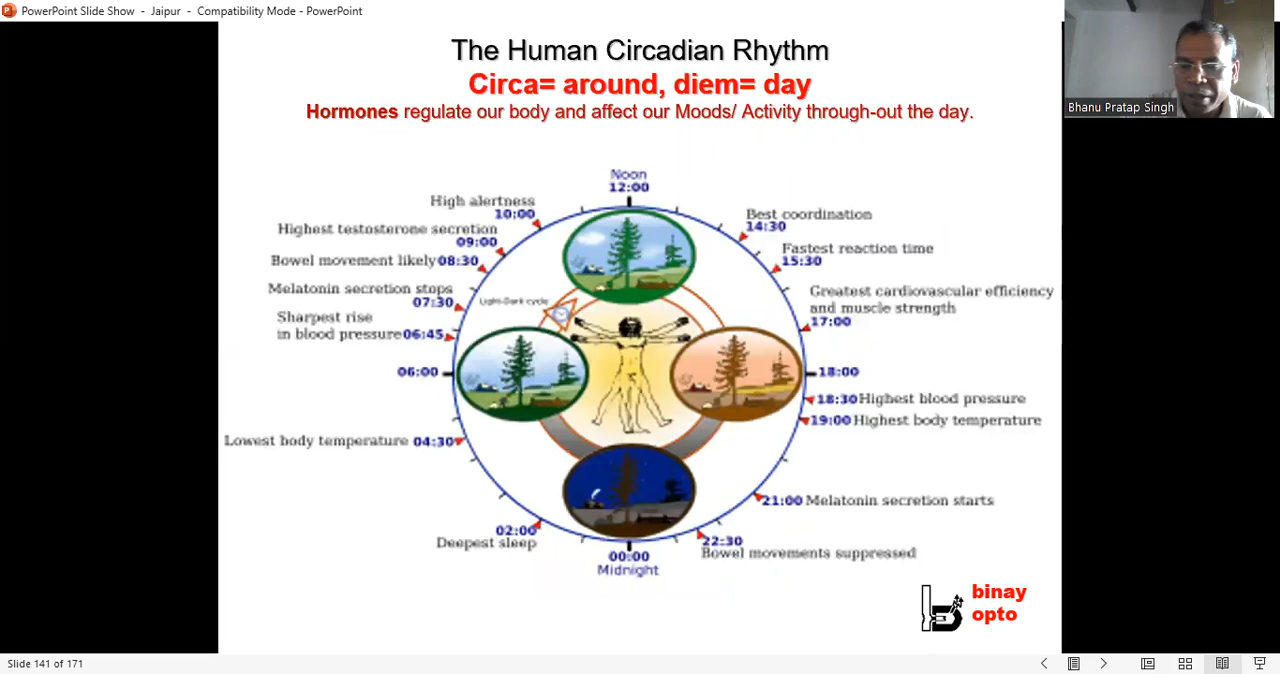 PowerPoint Slide Show - Jaipur - Compatibility Mode - PowerPoint
Bhanu Pratap Singh
The Human Circadian Rhythm
Circa= around, diem= day
Hormones regulate our body and affect our Moods/ Activity through-out the day.
Noon
12:00
High alertness
10:00
Highest testosterone secretion
09:00
Bowel movement likely 08:30
Melatonin secretion stops
07:30
Sharpest rise
in blood pressure 06:45
06:00
Lowest body temperature 04:30
02:00
Deepest sleep
Light-Dark cycle
Best coordination
14:30
Fastest reaction time
15:30
Greatest cardiovascular efficiency
and muscle strength
17:00
18:00
18:30 Highest blood pressure
19:00 Highest body temperature
21:00 Melatonin secretion starts
22:30
Bowel movements suppressed
00:00
Midnight
binay
opto
Slide 141 of 171